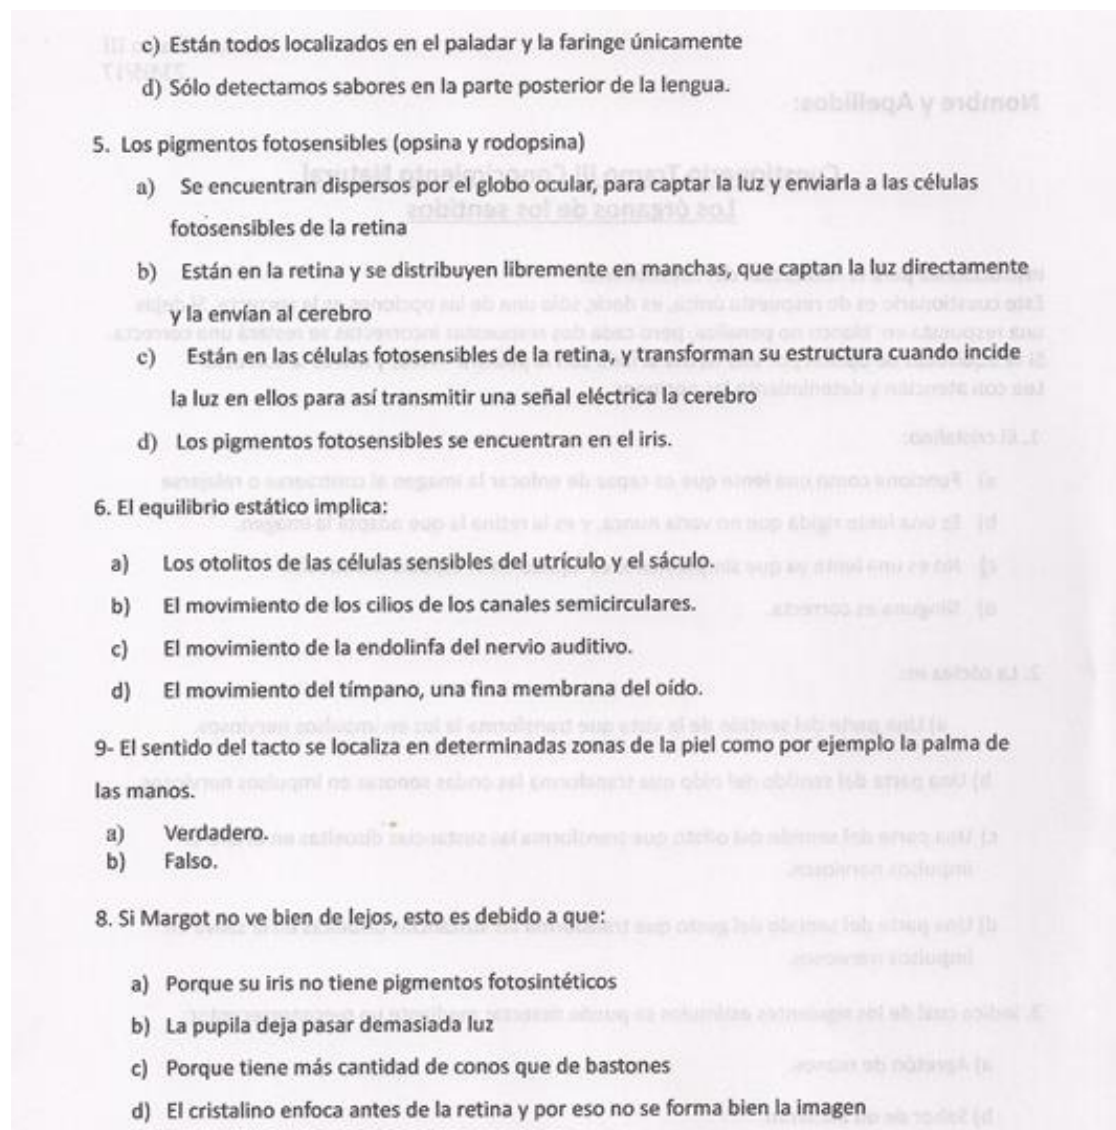 c) Están todos localizados en el paladar y la faringe únicamente
d) Sólo detectamos sabores en la parte posterior de la lengua.
5. Los pigmentos fotosensibles (opsina y rodopsina)
a) Se encuentran dispersos por el globo ocular, para captar la luz y enviarla a las células
fotosensibles de la retina
b) Están en la retina y se distribuyen libremente en manchas, que captan la luz directamente
y la envían al cerebro
c) Están en las células fotosensibles de la retina, y transforman su estructura cuando incide
la luz en ellos para así transmitir una señal eléctrica la cerebro
d) Los pigmentos fotosensibles se encuentran en el iris.
6. El equilibrio estático implica:
a) Los otolitos de las células sensibles del utrículo y el sáculo.
b) El movimiento de los cilios de los canales semicirculares.
c) El movimiento de la endolinfa del nervio auditivo.
d) El movimiento del tímpano, una fina membrana del oído.
9- El sentido del tacto se localiza en determinadas zonas de la piel como por ejemplo la palma de
las manos.
a) Verdadero.
b) Falso.
8. Si Margot no ve bien de lejos, esto es debido a que:
a) Porque su iris no tiene pigmentos fotosintéticos
b) La pupila deja pasar demasiada luz
c) Porque tiene más cantidad de conos que de bastones
d) El cristalino enfoca antes de la retina y por eso no se forma bien la imagen